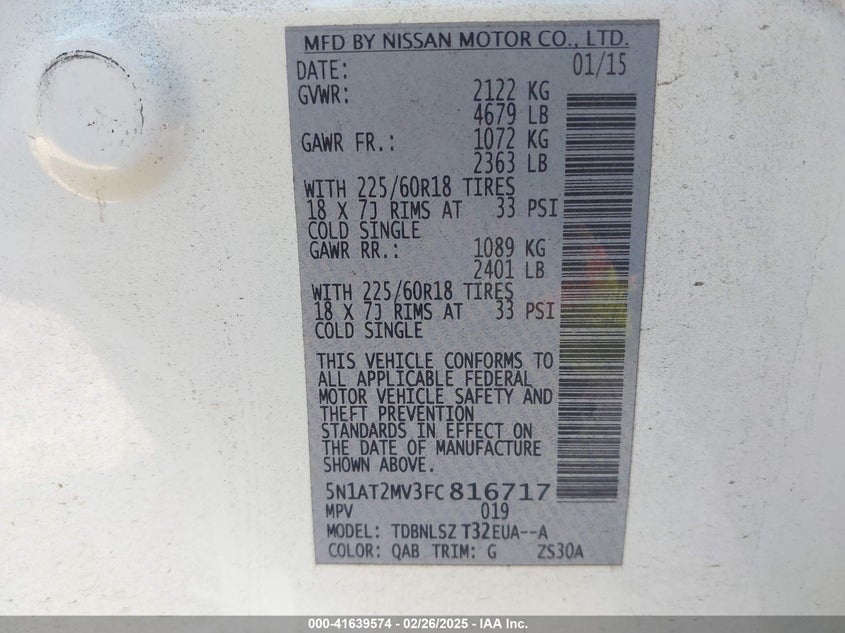 MFD BY NISSAN MOTOR CO., LTD.
DATE: 01/15
GVWR: 2122 KG
4679 LB
GAWR FR.: 1072 KG
2363 LB
WITH 225/60R18 TIRES
18 X 7J RIMS AT 33 PSI
COLD SINGLE
GAWR RR.: 1089 KG
2401 LB
WITH 225/60R18 TIRES
18 X 7J RIMS AT 33 PSI
COLD SINGLE
THIS VEHICLE CONFORMS TO
ALL APPLICABLE FEDERAL
MOTOR VEHICLE SAFETY AND
THEFT PREVENTION
STANDARDS IN EFFECT ON
THE DATE OF MANUFACTURE
SHOWN ABOVE.
5N1AT2MV3FC816717
MPV 019
MODEL: TDBNLSZ T32EUA--A
COLOR: QAB TRIM: G ZS30A
000-41639574 – 02/26/2025 – IAA Inc.